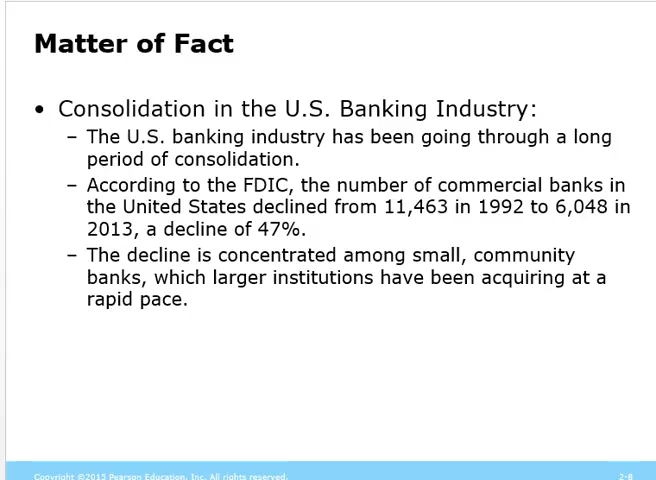 Matter of Fact
• Consolidation in the U.S. Banking Industry:
– The U.S. banking industry has been going through a long
period of consolidation.
– According to the FDIC, the number of commercial banks in
the United States declined from 11,463 in 1992 to 6,048 in
2013, a decline of 47%.
– The decline is concentrated among small, community
banks, which larger institutions have been acquiring at a
rapid pace.
Copyright ©2015 Pearson Education, Inc. All rights reserved.
2-8